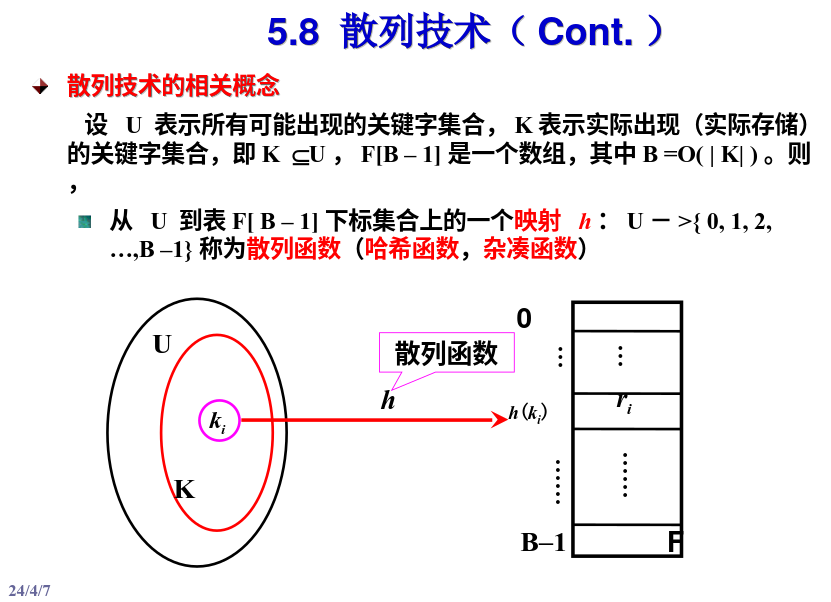 5.8 散列技术（ Cont. ）
散列技术的相关概念
设 U 表示所有可能出现的关键字集合， K 表示实际出现（实际存储）
的关键字集合，即 K ⊆U ， F[B – 1] 是一个数组，其中 B =O( | K| ) 。则
，
从 U 到表 F[ B – 1] 下标集合上的一个映射 h ： U － >{ 0, 1, 2,
…,B –1} 称为散列函数（哈希函数，杂凑函数）
0
U
散列函数
⋮
⋮
h
ri
ki
h(ki)
K
⋮
⋮
B–1
F
24/4/7